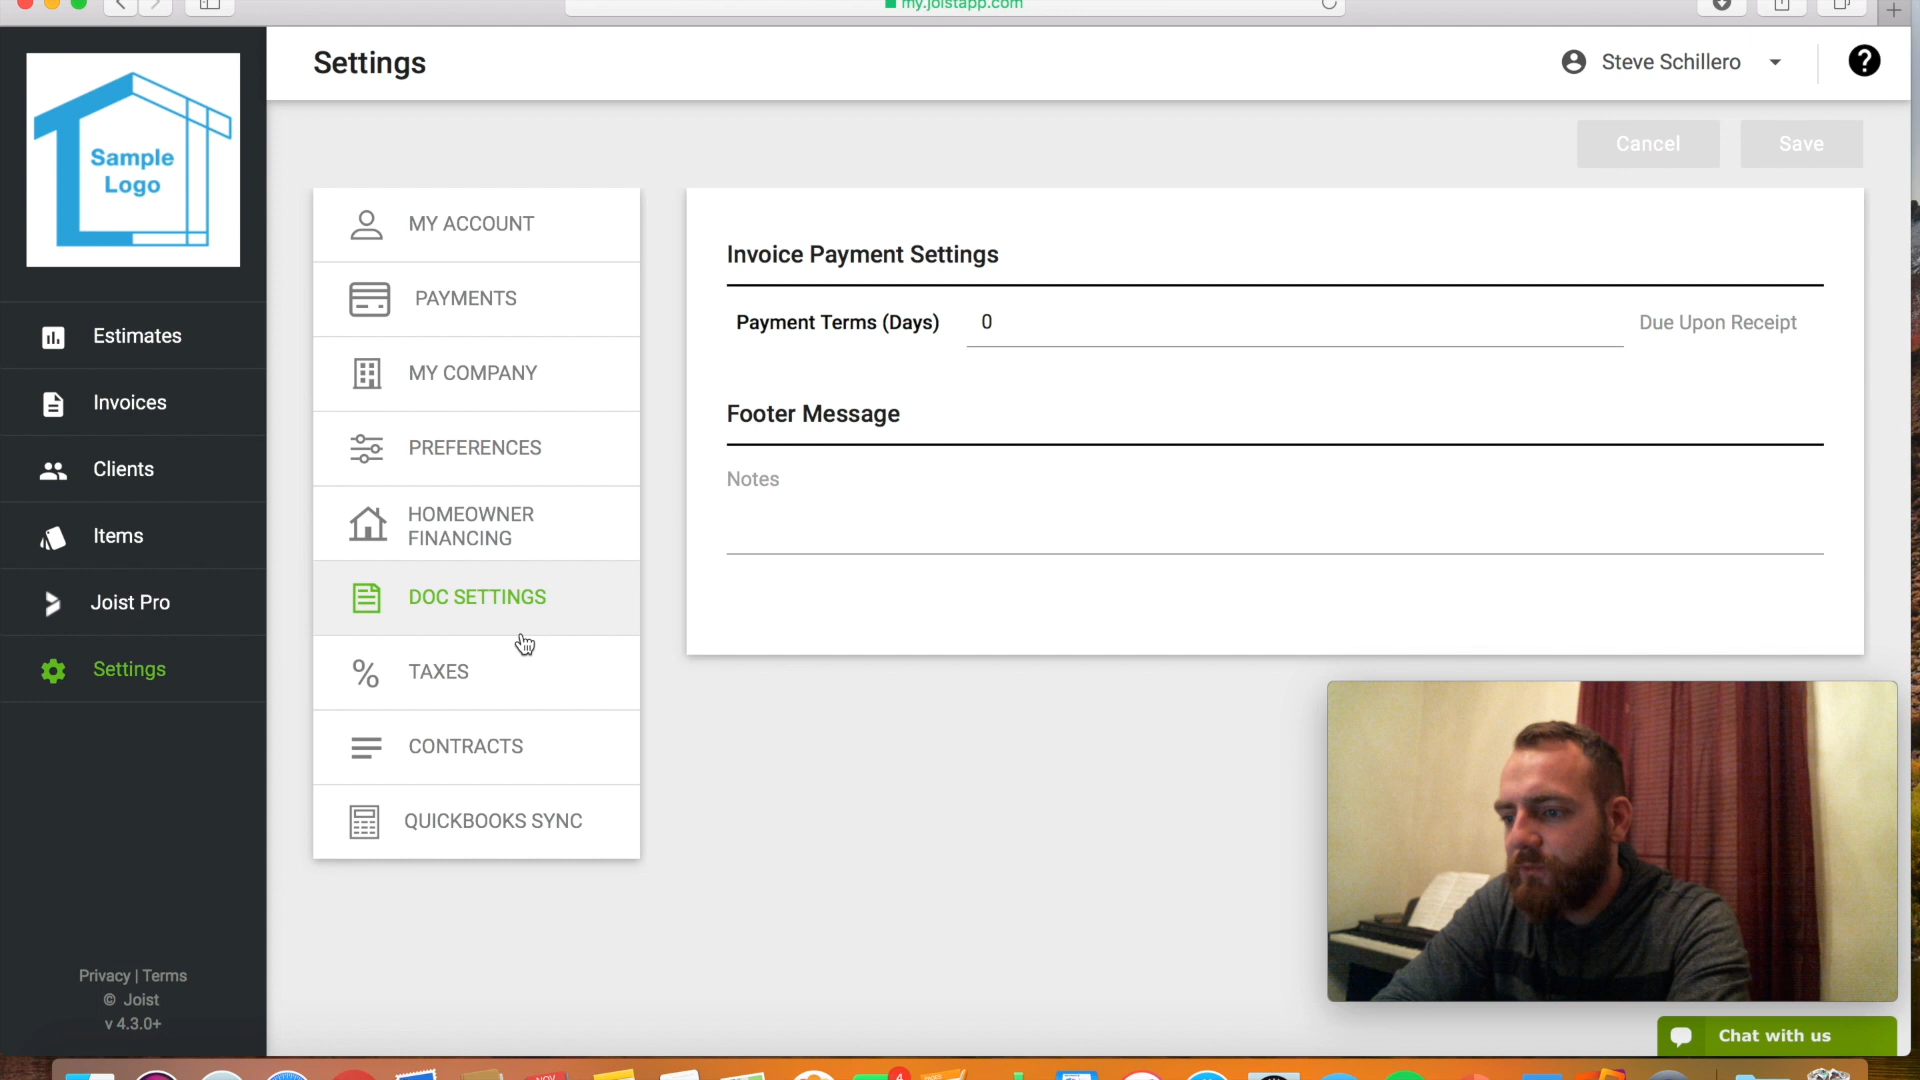 my.joistapp.com
Settings
Steve Schillero
?
Cancel
Save
Sample
Logo
Estimates
Invoices
Clients
Items
Joist Pro
Settings
MY ACCOUNT
PAYMENTS
MY COMPANY
PREFERENCES
HOMEOWNER
FINANCING
DOC SETTINGS
TAXES
CONTRACTS
QUICKBOOKS SYNC
Invoice Payment Settings
Payment Terms (Days) 0 Due Upon Receipt
Footer Message
Notes
Privacy | Terms
© Joist
v 4.3.0+
Chat with us
NOV
4